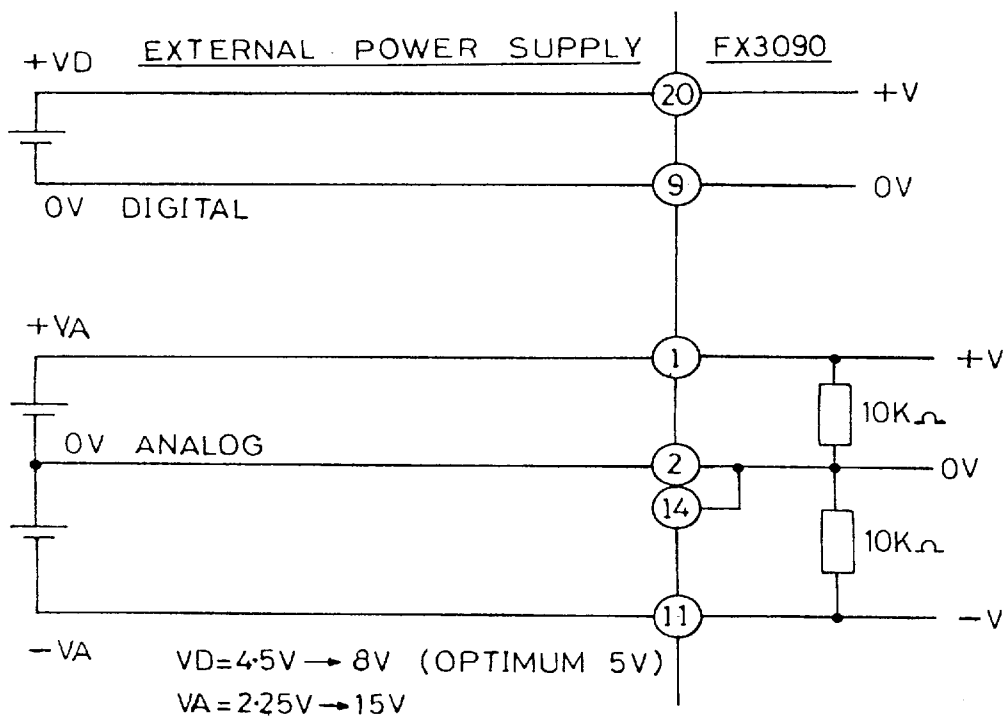 EXTERNAL POWER SUPPLY
FX3090
+VD
20
+V
9
0V
0V DIGITAL
+VA
1
+V
10KΩ
0V ANALOG
2
0V
14
10KΩ
11
-V
-VA
VD=4·5V → 8V (OPTIMUM 5V)
VA=2·25V → 15V